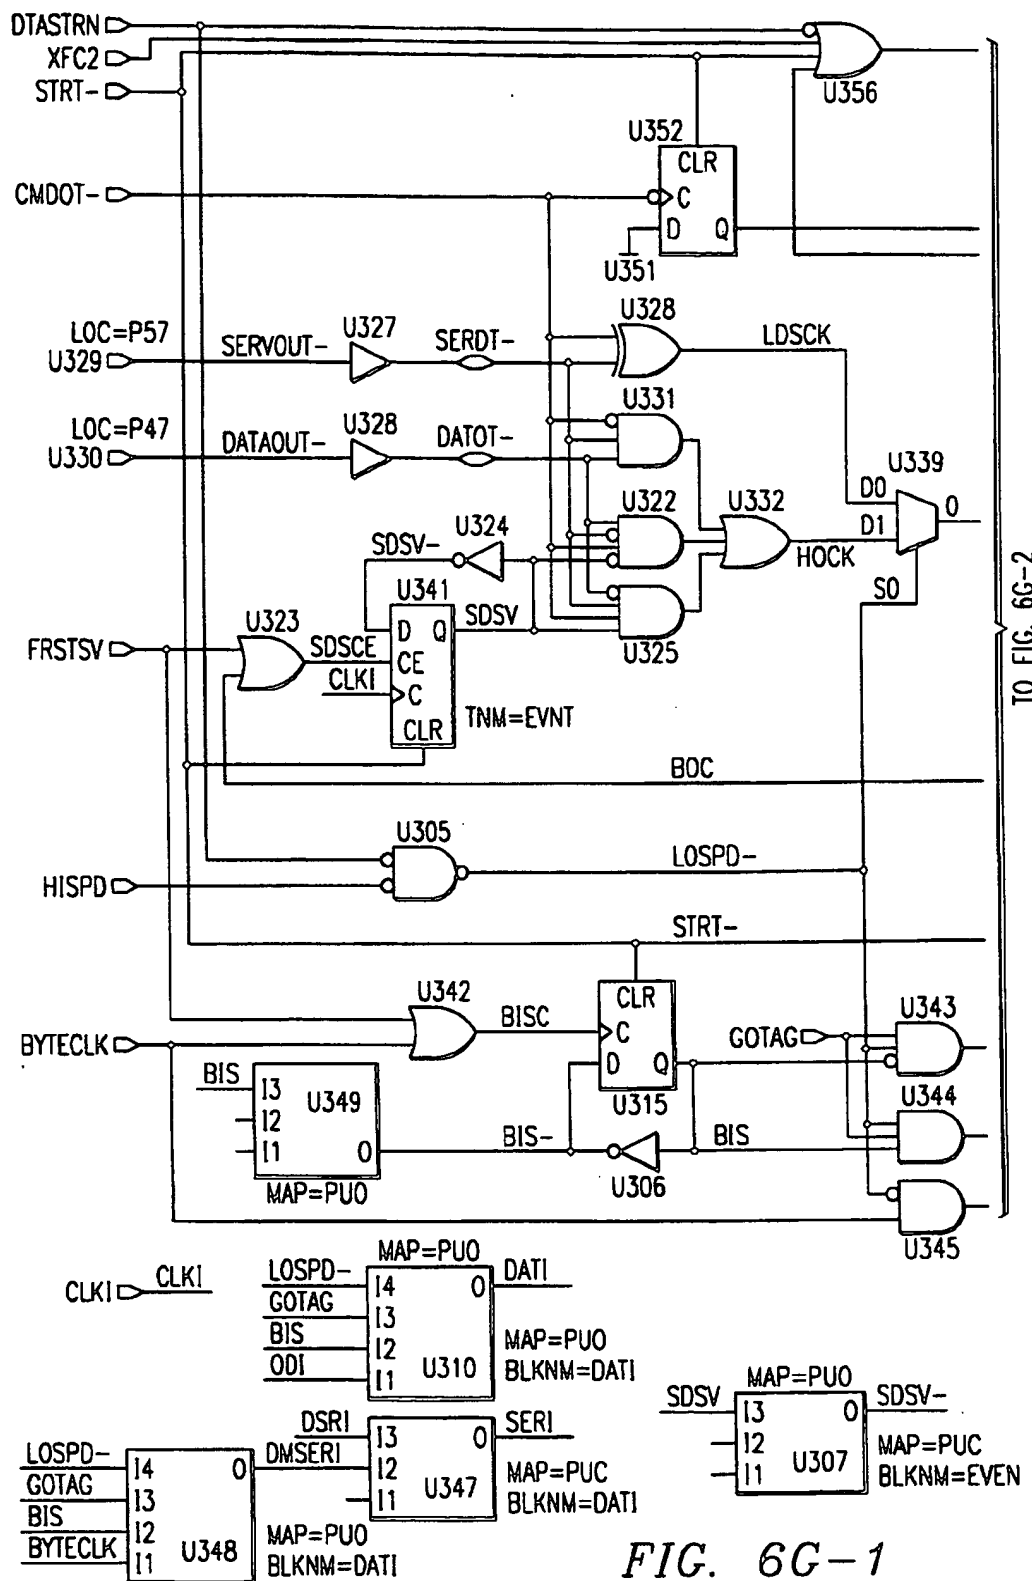 DTASTRN
XFC2
STRT-
U356
U352
CLR
CMDOT-
C
D Q
U351
U328
LOC=P57
U329
SERVOUT-
U327
SERDT-
LDSCK
U331
LOC=P47
U330
DATAOUT-
U328
DATOT-
U339
D0
O
D1
U322
U332
HOCK
U324
SDSV-
S0
TO FIG. 6G-2
U341
D Q
SDSV
CE
C
CLR
U325
U323
FRSTSV
SDSCE
CLKI
TNM=EVNT
BOC
U305
LOSPD-
HISPD
STRT-
U342
CLR
C
D Q
U315
BISC
U343
GOTAG
BYTECLK
BIS
I3
I2
I1
U349
O
MAP=PUO
BIS-
BIS
U306
U344
U345
CLKI
CLKI
MAP=PUO
LOSPD-
GOTAG
BIS
ODI
I4
I3
I2
I1
O
U310
DATI
MAP=PUO
BLKNM=DATI
MAP=PUO
SDSV
I3
I2
I1
O
U307
SDSV-
MAP=PUC
BLKNM=EVEN
DSRI
DMSERI
I3
I2
I1
O
U347
SERI
MAP=PUC
BLKNM=DATI
LOSPD-
GOTAG
BIS
BYTECLK
I4
I3
I2
I1
O
U348
MAP=PUO
BLKNM=DATI
FIG. 6G-1